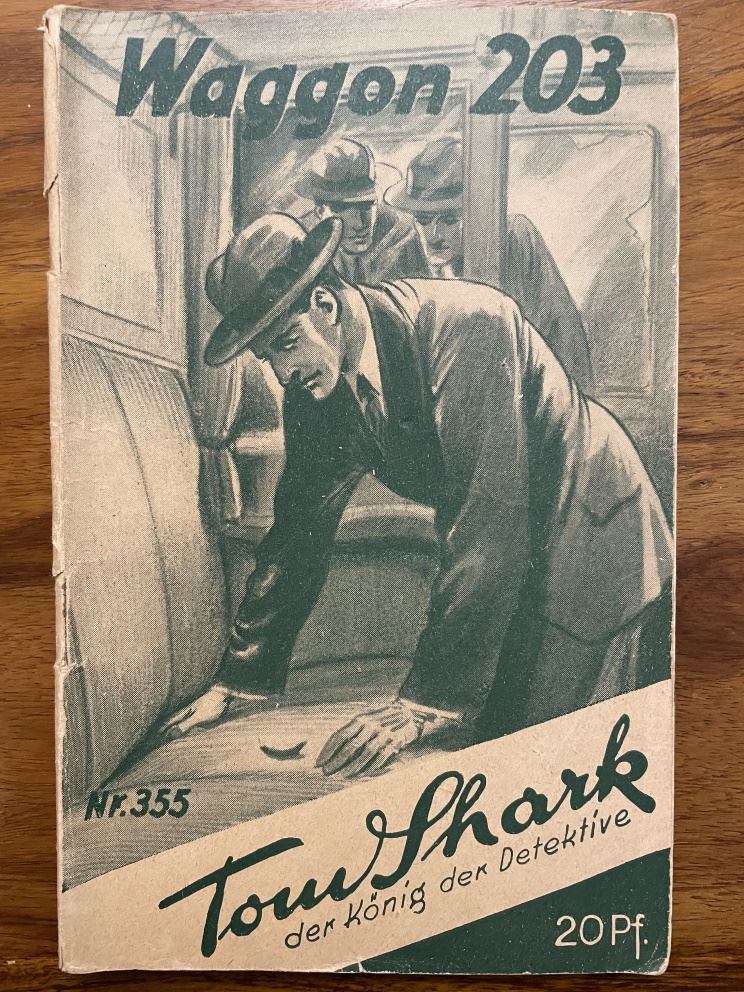 Waggon 203
Nr. 355
Tom Shark
der König der Detektive
20 Pf.